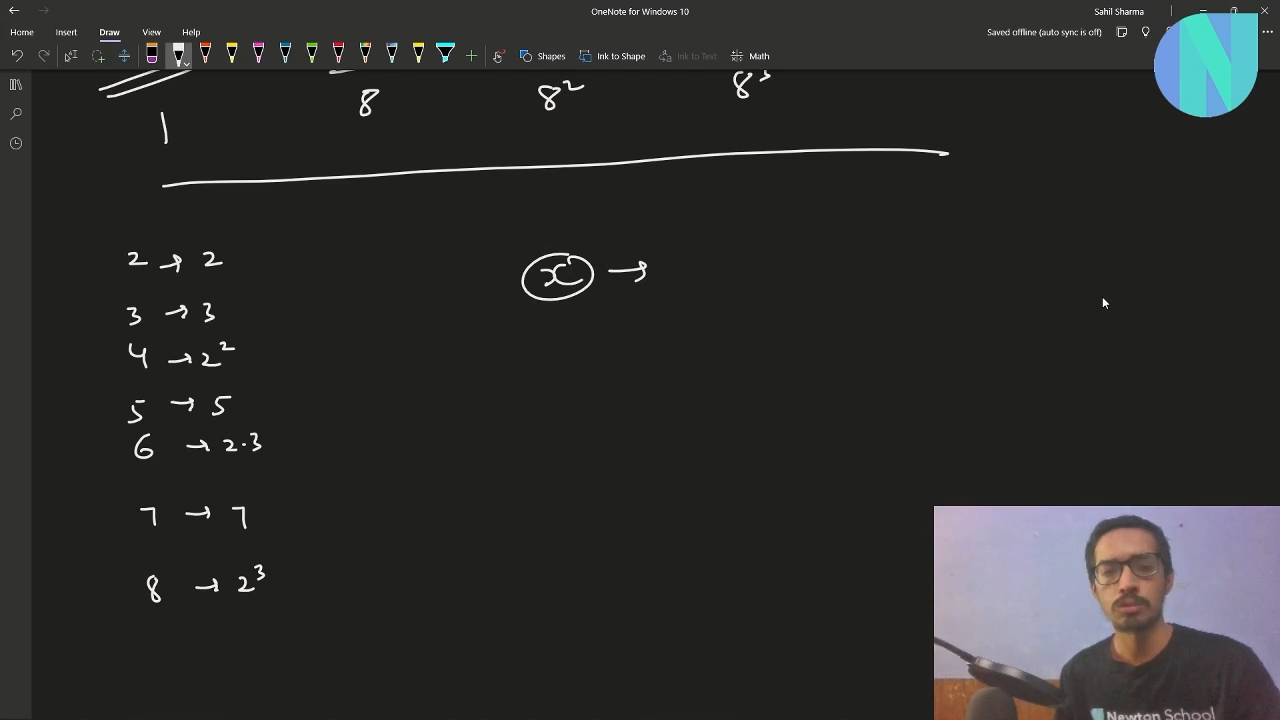 OneNote for Windows 10
Sahil Sharma
Home Insert Draw View Help
Saved offline (auto sync is off)
Shapes Ink to Shape Ink to Text Math
8 8² 8³
1
2 → 2
x →
3 → 3
4 → 2²
5 → 5
6 → 2·3
7 → 7
8 → 2³
Newton School